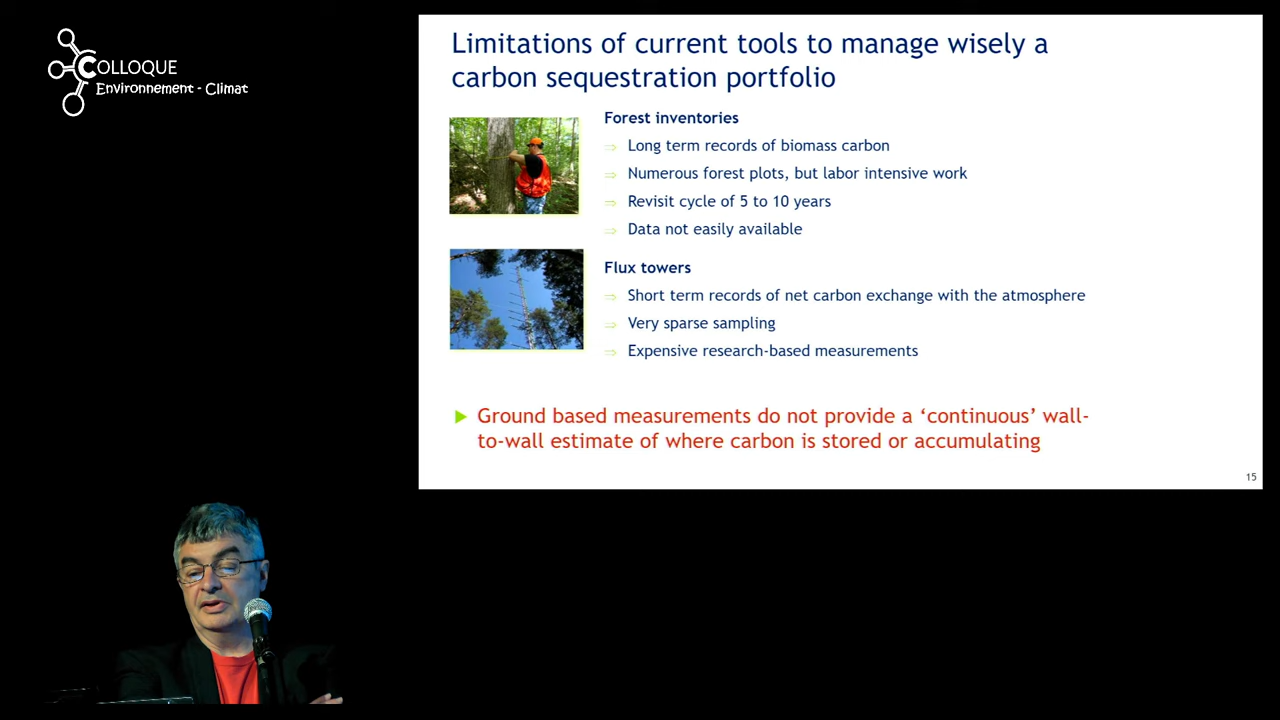 COLLOQUE
Environnement - Climat
Limitations of current tools to manage wisely a
carbon sequestration portfolio
Forest inventories
⇒ Long term records of biomass carbon
⇒ Numerous forest plots, but labor intensive work
⇒ Revisit cycle of 5 to 10 years
⇒ Data not easily available
Flux towers
⇒ Short term records of net carbon exchange with the atmosphere
⇒ Very sparse sampling
⇒ Expensive research-based measurements
▶ Ground based measurements do not provide a ‘continuous’ wall-
to-wall estimate of where carbon is stored or accumulating
15